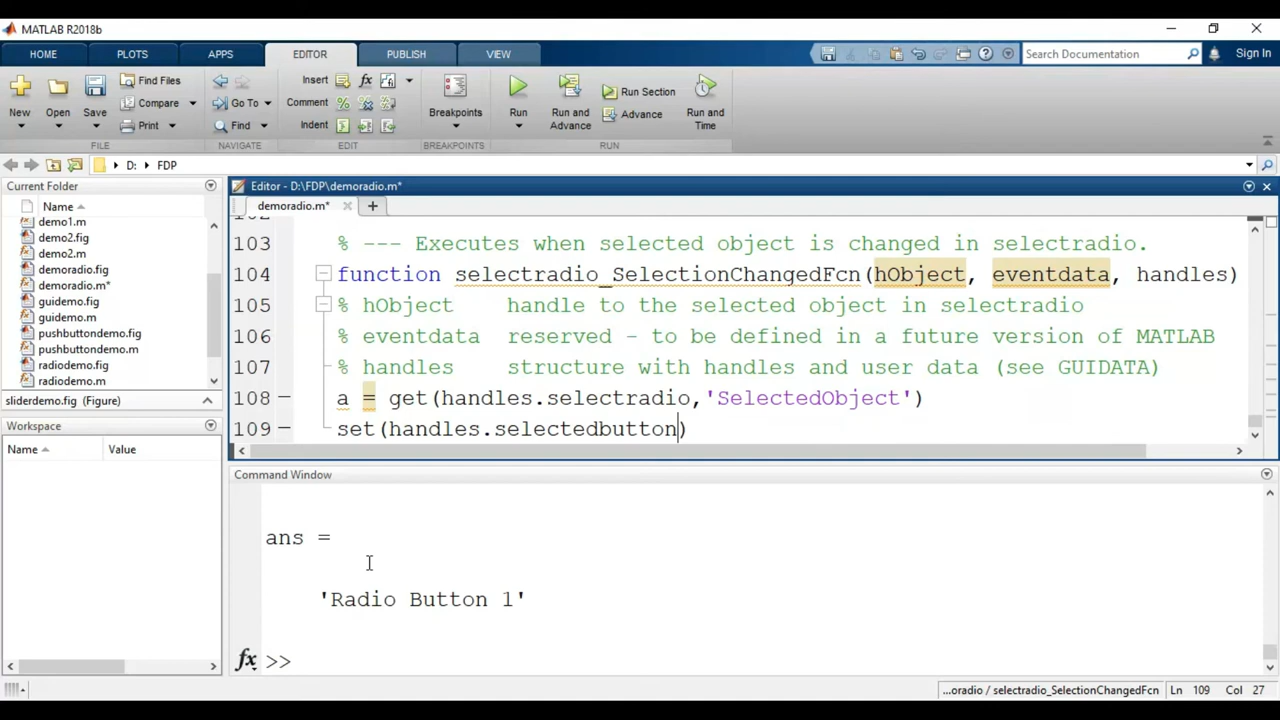 MATLAB R2018b
HOME PLOTS APPS EDITOR PUBLISH VIEW Search Documentation Sign In
New Open Save Find Files Compare Print Go To Find Insert Comment Indent fx Breakpoints Run Run and Advance Run Section Advance Run and Time
FILE NAVIGATE EDIT BREAKPOINTS RUN
D: FDP
Current Folder
Name
demo1.m
demo2.fig
demo2.m
demoradio.fig
demoradio.m*
guidemo.fig
guidemo.m
pushbuttondemo.fig
pushbuttondemo.m
radiodemo.fig
radiodemo.m
sliderdemo.fig (Figure)
Workspace
Name Value
Editor - D:\FDP\demoradio.m*
demoradio.m*
102
103 % --- Executes when selected object is changed in selectradio.
104 function selectradio_SelectionChangedFcn(hObject, eventdata, handles)
105 % hObject handle to the selected object in selectradio
106 % eventdata reserved - to be defined in a future version of MATLAB
107 % handles structure with handles and user data (see GUIDATA)
108 a = get(handles.selectradio,'SelectedObject')
109 set(handles.selectedbutton)
Command Window
ans =
'Radio Button 1'
fx >>
...oradio / selectradio_SelectionChangedFcn Ln 109 Col 27